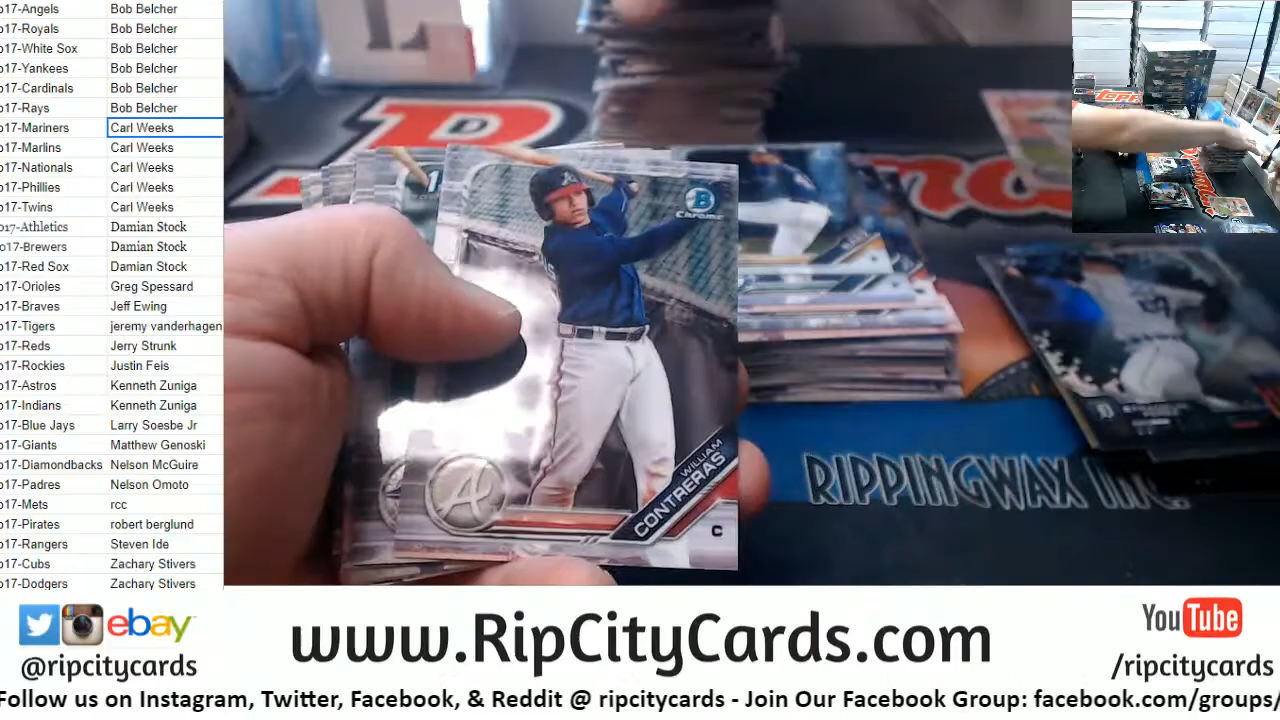 o17-Angels Bob Belcher
o17-Royals Bob Belcher
o17-White Sox Bob Belcher
o17-Yankees Bob Belcher
o17-Cardinals Bob Belcher
o17-Rays Bob Belcher
o17-Mariners Carl Weeks
o17-Marlins Carl Weeks
o17-Nationals Carl Weeks
o17-Phillies Carl Weeks
o17-Twins Carl Weeks
o17-Athletics Damian Stock
o17-Brewers Damian Stock
o17-Red Sox Damian Stock
o17-Orioles Greg Spessard
o17-Braves Jeff Ewing
o17-Tigers jeremy vanderhagen
o17-Reds Jerry Strunk
o17-Rockies Justin Feis
o17-Astros Kenneth Zuniga
o17-Indians Kenneth Zuniga
o17-Blue Jays Larry Soesbe Jr
o17-Giants Matthew Genoski
o17-Diamondbacks Nelson McGuire
o17-Padres Nelson Omoto
o17-Mets rcc
o17-Pirates robert berglund
o17-Rangers Steven Ide
o17-Cubs Zachary Stivers
o17-Dodgers Zachary Stivers
B
Chrome
A
WILLIAM
CONTRERAS
C
RIPPINGWAX INC.
ebay
@ripcitycards
www.RipCityCards.com
YouTube
/ripcitycards
Follow us on Instagram, Twitter, Facebook, & Reddit @ ripcitycards - Join Our Facebook Group: facebook.com/groups/